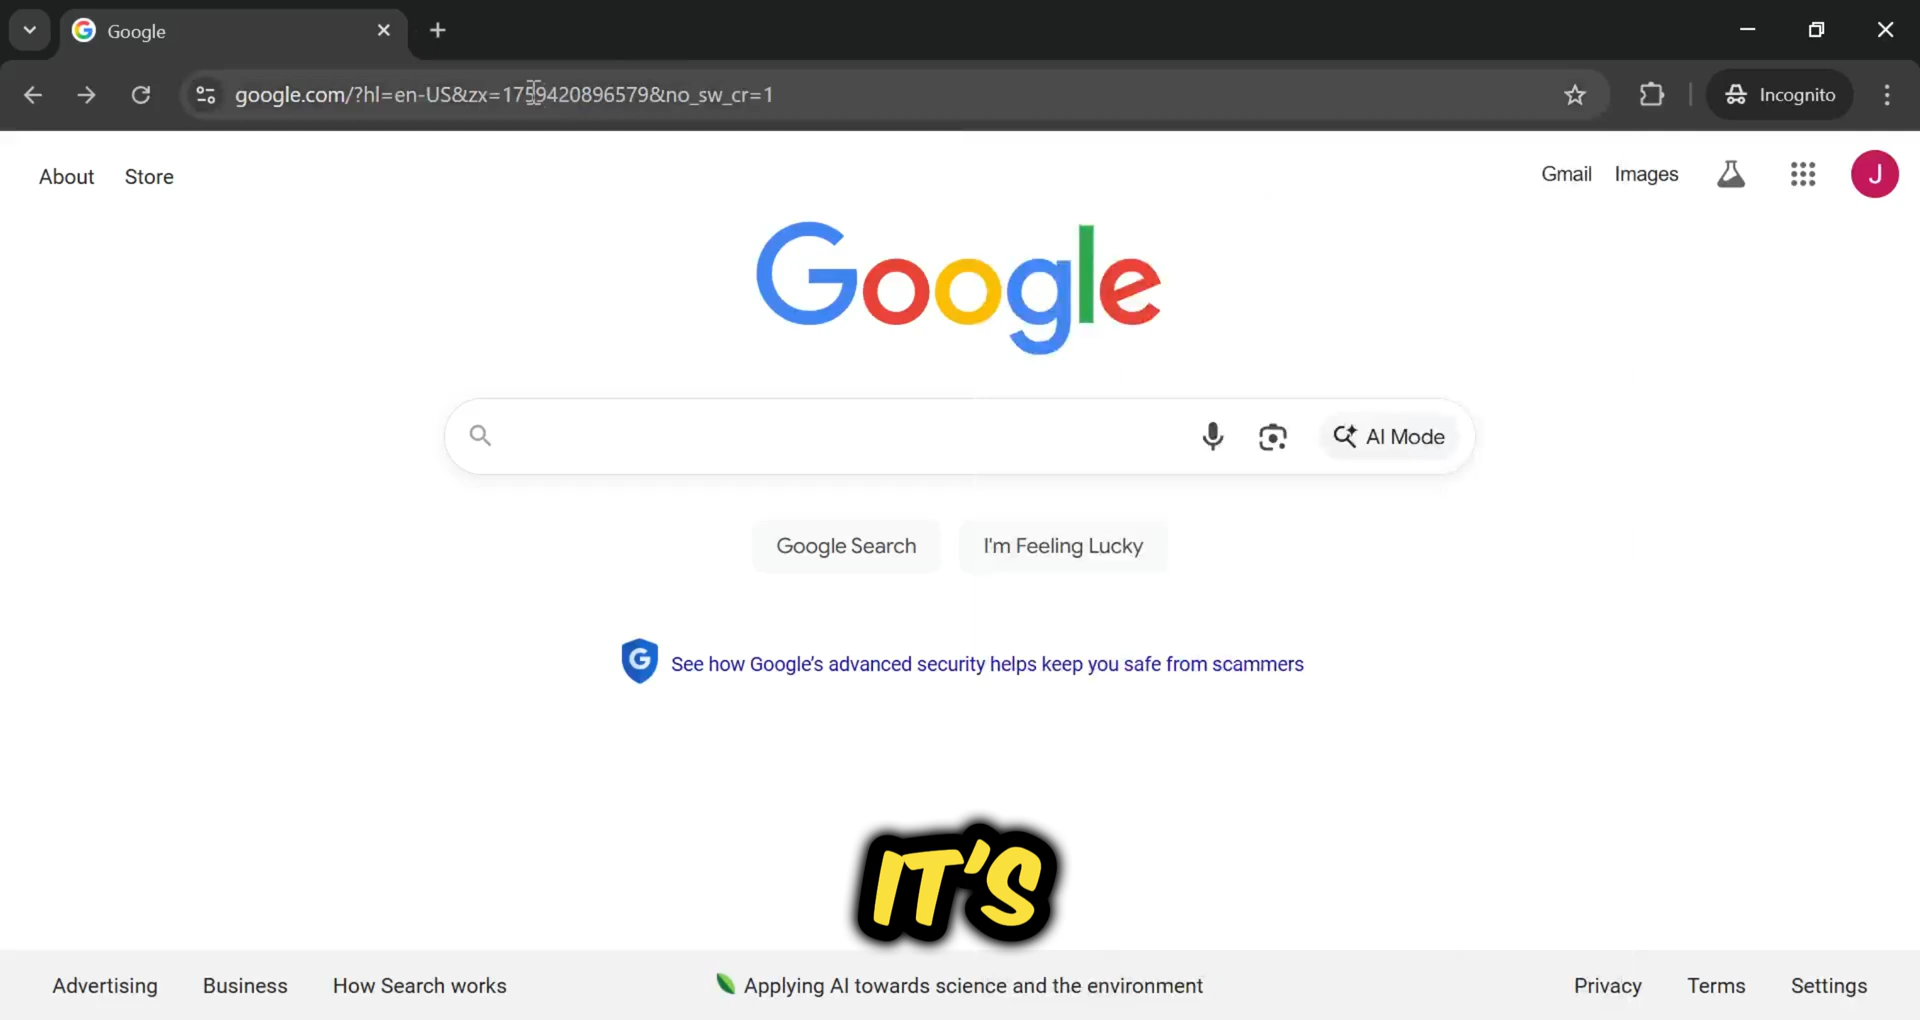 Google
google.com/?hl=en-US&zx=1759420896579&no_sw_cr=1
Incognito
About Store
Gmail Images
J
Google
AI Mode
Google Search I'm Feeling Lucky
G See how Google's advanced security helps keep you safe from scammers
IT'S
Advertising Business How Search works Applying AI towards science and the environment Privacy Terms Settings